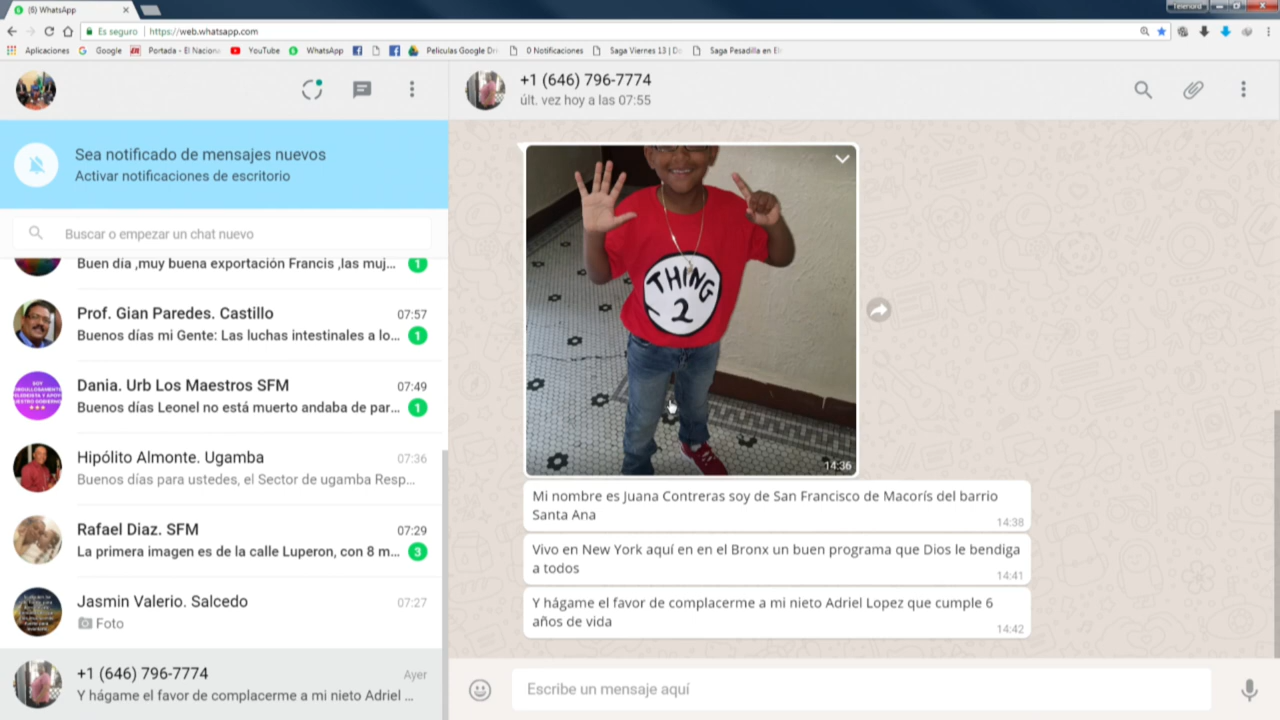 (6) WhatsApp
Telenord
Es seguro | https://web.whatsapp.com
Aplicaciones Google Portada - El Naciona YouTube WhatsApp Peliculas Google Dri 0 Notificaciones Saga Viernes 13 | Saga Pesadilla en
Sea notificado de mensajes nuevos
Activar notificaciones de escritorio
Buscar o empezar un chat nuevo
Buen dia ,muy buena exportación Francis ,las muj... 1
Prof. Gian Paredes. Castillo 07:57
Buenos días mi Gente: Las luchas intestinales a lo... 1
Dania. Urb Los Maestros SFM 07:49
Buenos días Leonel no está muerto andaba de par... 1
Hipólito Almonte. Ugamba 07:36
Buenos días para ustedes, el Sector de ugamba Resp...
Rafael Diaz. SFM 07:29
La primera imagen es de la calle Luperon, con 8 m... 3
Jasmin Valerio. Salcedo 07:27
Foto
+1 (646) 796-7774 Ayer
Y hágame el favor de complacerme a mi nieto Adriel ...
+1 (646) 796-7774
últ. vez hoy a las 07:55
THING
2
14:36
Mi nombre es Juana Contreras soy de San Francisco de Macorís del barrio
Santa Ana
14:38
Vivo en New York aquí en en el Bronx un buen programa que Dios le bendiga
a todos
14:41
Y hágame el favor de complacerme a mi nieto Adriel Lopez que cumple 6
años de vida
14:42
Escribe un mensaje aquí